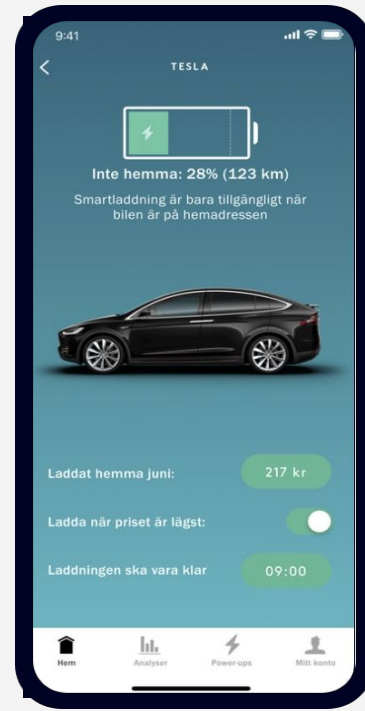 9:41
TESLA
Inte hemma: 28% (123 km)
Smartladdning är bara tillgängligt när
bilen är på hemadressen
Laddat hemma juni:
217 kr
Ladda när priset är lägst:
Laddningen ska vara klar
09:00
Hem
Analyser
Power-ups
Mitt konto